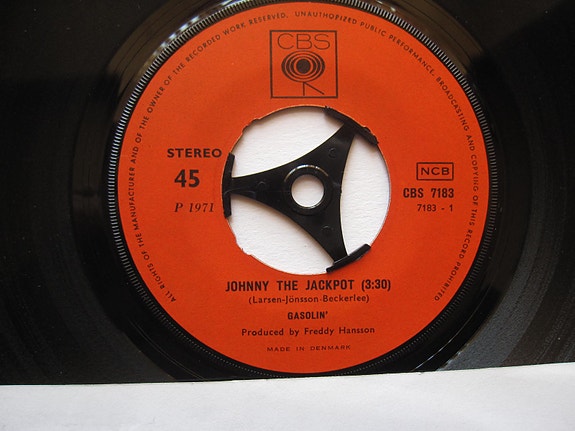 ALL RIGHTS OF THE MANUFACTURER AND OF THE OWNER OF THE RECORDED WORK RESERVED. UNAUTHORIZED PUBLIC PERFORMANCE, BROADCASTING AND COPYING OF THIS RECORD PROHIBITED
CBS
STEREO
45
P 1971
NCB
CBS 7183
7183 - 1
JOHNNY THE JACKPOT (3:30)
(Larsen-Jönsson-Beckerlee)
GASOLIN'
Produced by Freddy Hansson
MADE IN DENMARK